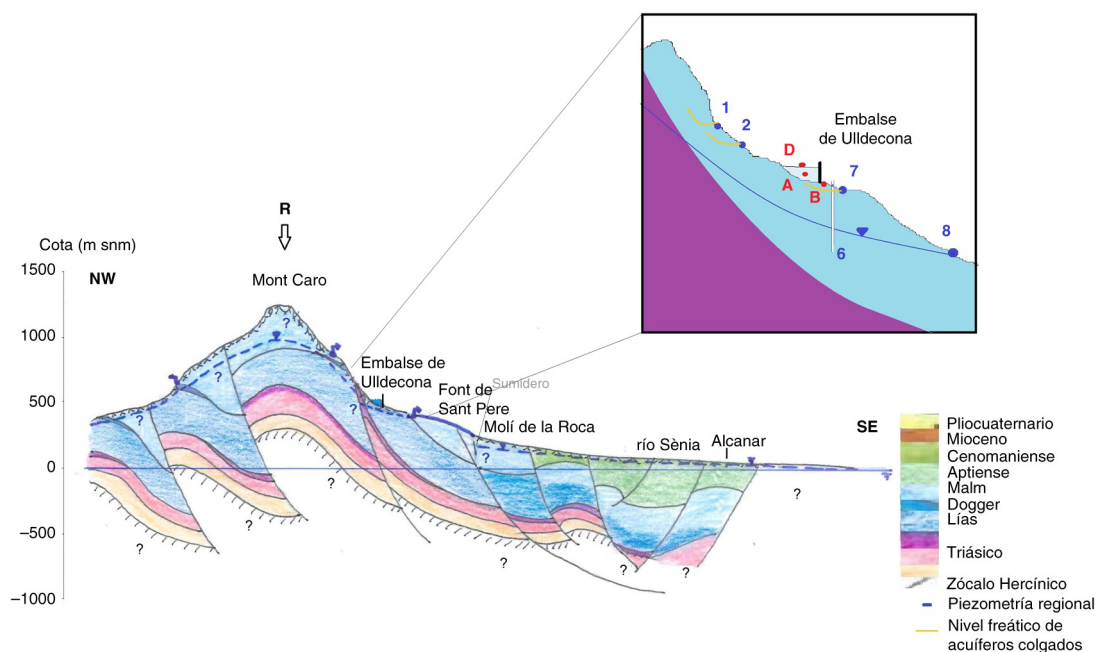 1
2
Embalse
de Ulldecona
D
7
A
B
8
6
R
Cota (m snm)
1500
NW
Mont Caro
?
1000
?
Embalse de
Ulldecona
Sumidero
500
?
?
Font de
Sant Pere
Molí de la Roca
?
río Sènia
Alcanar
SE
0
?
?
–500
?
?
?
?
?
–1000
Pliocuaternario
Mioceno
Cenomaniense
Aptiense
Malm
Dogger
Lías
Triásico
Zócalo Hercínico
Piezometría regional
Nivel freático de
acuíferos colgados